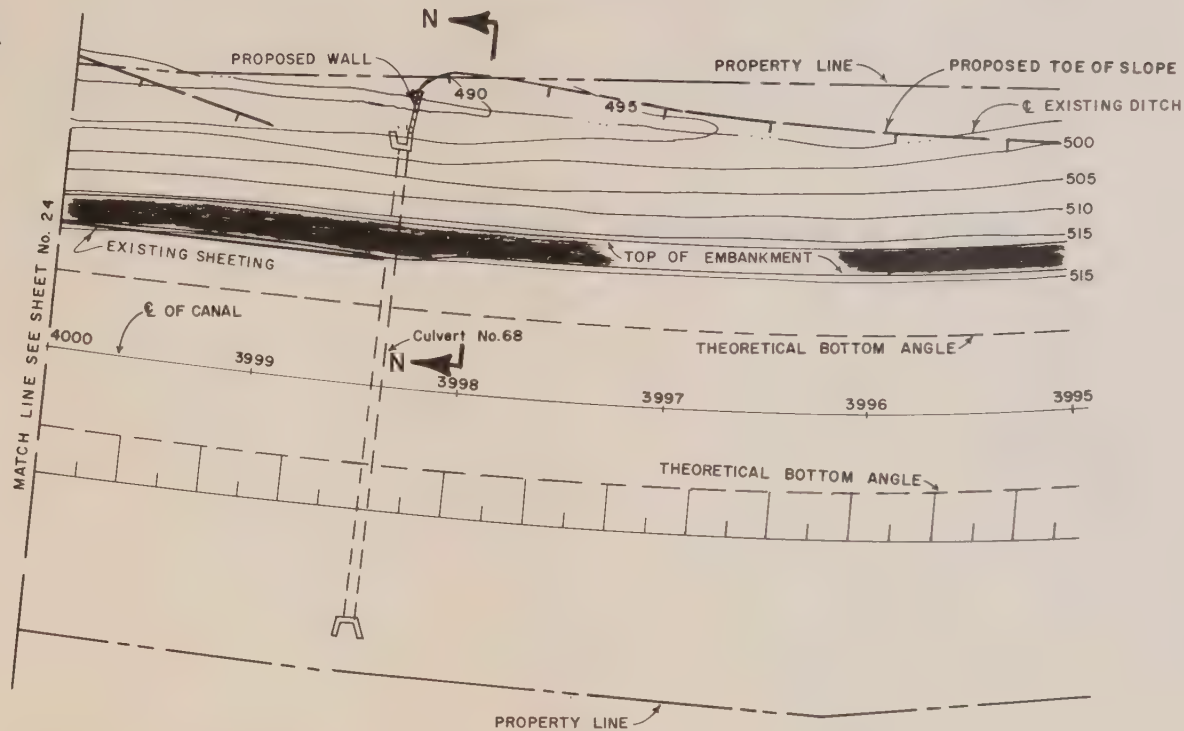 N
PROPOSED WALL
PROPERTY LINE
PROPOSED TOE OF SLOPE
490
495
℄ EXISTING DITCH
500
505
510
515
EXISTING SHEETING
TOP OF EMBANKMENT
515
MATCH LINE SEE SHEET No. 24
℄ OF CANAL
Culvert No.68
THEORETICAL BOTTOM ANGLE
4000
3999
N
3998
3997
3996
3995
THEORETICAL BOTTOM ANGLE
PROPERTY LINE